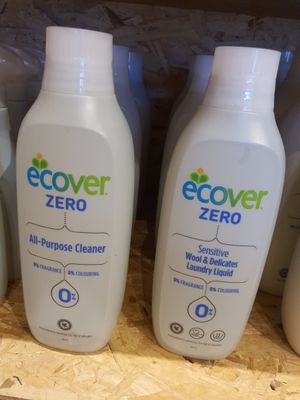 ecover
ZERO
All-Purpose Cleaner
0% FRAGRANCE 0% COLOURING
0%
ecover
ZERO
Sensitive
Wool & Delicates
Laundry Liquid
0% FRAGRANCE 0% COLOURING
0%